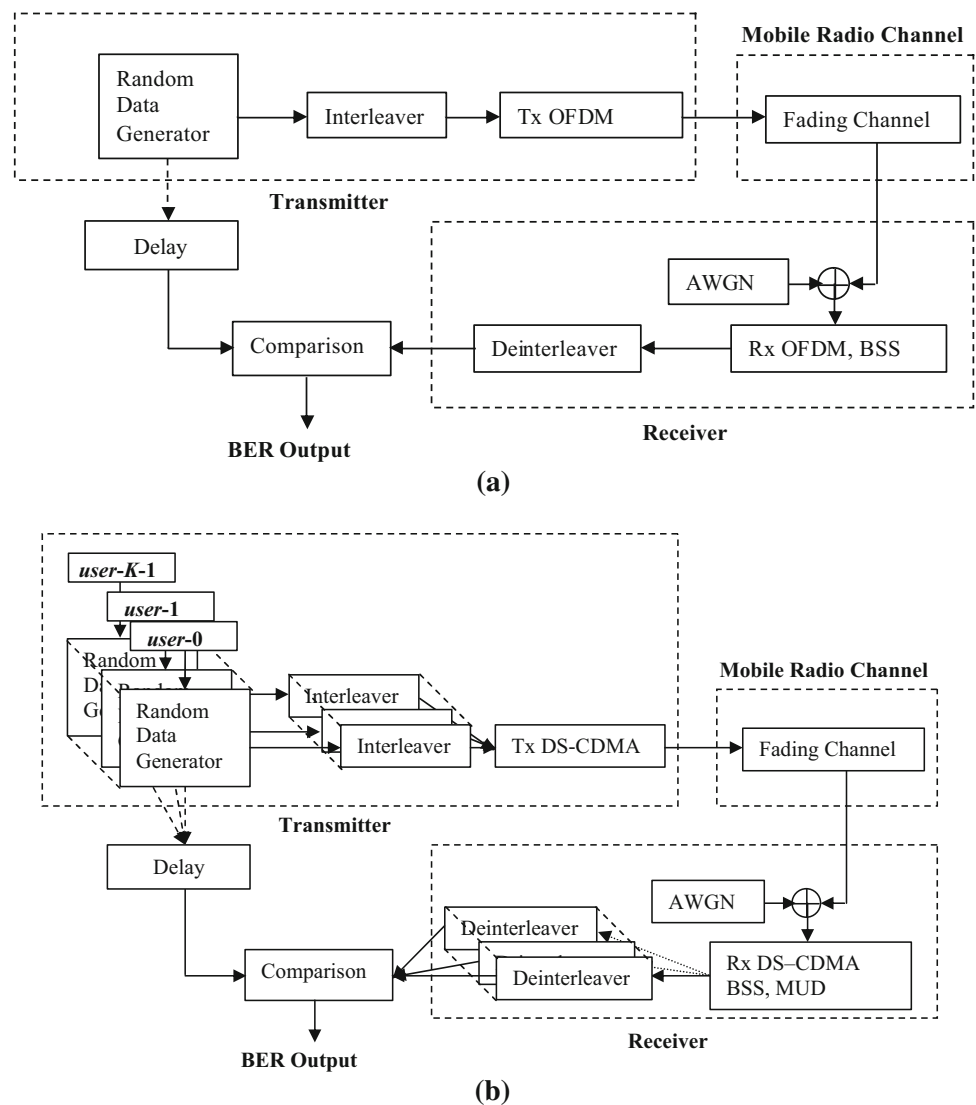 Mobile Radio Channel
Random
Data
Generator
Interleaver
Tx OFDM
Fading Channel
Transmitter
Delay
AWGN
Comparison
Deinterleaver
Rx OFDM, BSS
BER Output
Receiver
(a)
user-K-1
user-1
user-0
Random
Random
Data
Generator
Interleaver
Interleaver
Tx DS-CDMA
Mobile Radio Channel
Fading Channel
Transmitter
Delay
AWGN
Deinterleaver
Deinterleaver
Comparison
Rx DS–CDMA
BSS, MUD
Receiver
BER Output
(b)